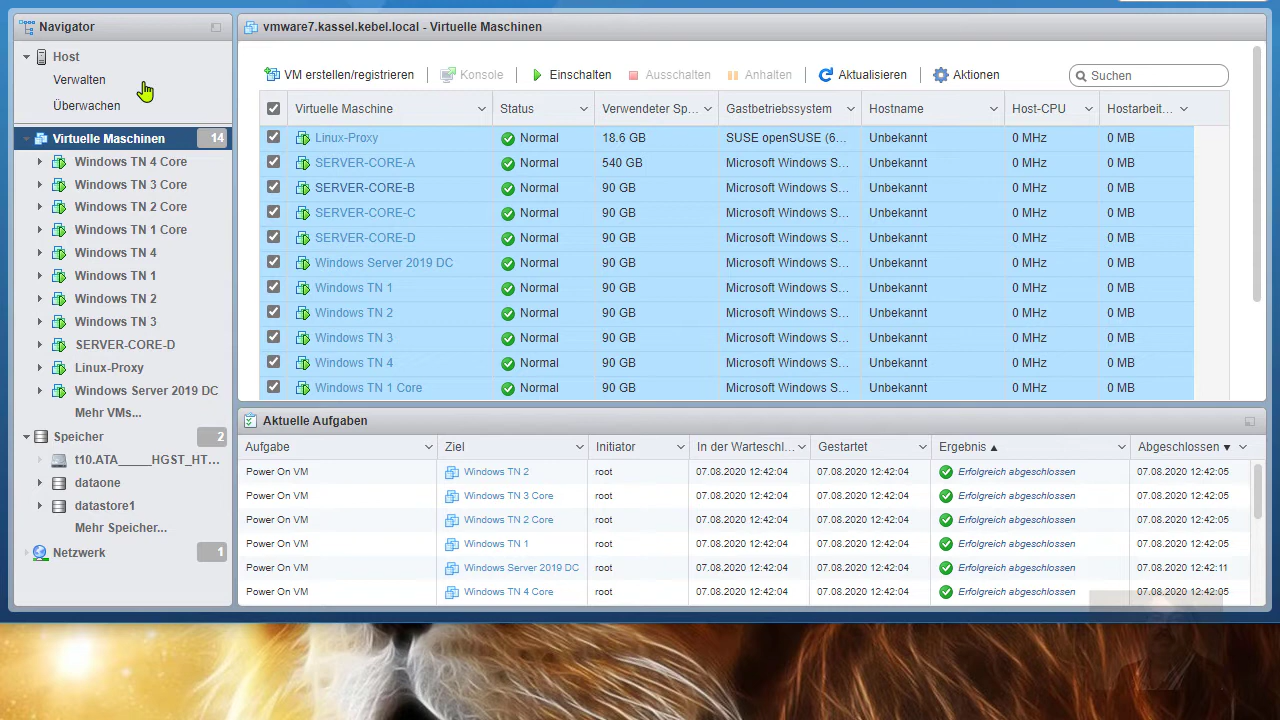 Navigator
Host
Verwalten
Überwachen
Virtuelle Maschinen 14
Windows TN 4 Core
Windows TN 3 Core
Windows TN 2 Core
Windows TN 1 Core
Windows TN 4
Windows TN 1
Windows TN 2
Windows TN 3
SERVER-CORE-D
Linux-Proxy
Windows Server 2019 DC
Mehr VMs...
Speicher 2
t10.ATA_____HGST_HT...
dataone
datastore1
Mehr Speicher...
Netzwerk 1
vmware7.kassel.kebel.local - Virtuelle Maschinen
VM erstellen/registrieren Konsole Einschalten Ausschalten Anhalten Aktualisieren Aktionen Suchen
Virtuelle Maschine Status Verwendeter Sp... Gastbetriebssystem Hostname Host-CPU Hostarbeit...
Linux-Proxy Normal 18.6 GB SUSE openSUSE (6... Unbekannt 0 MHz 0 MB
SERVER-CORE-A Normal 540 GB Microsoft Windows S... Unbekannt 0 MHz 0 MB
SERVER-CORE-B Normal 90 GB Microsoft Windows S... Unbekannt 0 MHz 0 MB
SERVER-CORE-C Normal 90 GB Microsoft Windows S... Unbekannt 0 MHz 0 MB
SERVER-CORE-D Normal 90 GB Microsoft Windows S... Unbekannt 0 MHz 0 MB
Windows Server 2019 DC Normal 90 GB Microsoft Windows S... Unbekannt 0 MHz 0 MB
Windows TN 1 Normal 90 GB Microsoft Windows S... Unbekannt 0 MHz 0 MB
Windows TN 2 Normal 90 GB Microsoft Windows S... Unbekannt 0 MHz 0 MB
Windows TN 3 Normal 90 GB Microsoft Windows S... Unbekannt 0 MHz 0 MB
Windows TN 4 Normal 90 GB Microsoft Windows S... Unbekannt 0 MHz 0 MB
Windows TN 1 Core Normal 90 GB Microsoft Windows S... Unbekannt 0 MHz 0 MB
Aktuelle Aufgaben
Aufgabe Ziel Initiator In der Warteschl... Gestartet Ergebnis Abgeschlossen
Power On VM Windows TN 2 root 07.08.2020 12:42:04 07.08.2020 12:42:04 Erfolgreich abgeschlossen 07.08.2020 12:42:05
Power On VM Windows TN 3 Core root 07.08.2020 12:42:04 07.08.2020 12:42:04 Erfolgreich abgeschlossen 07.08.2020 12:42:05
Power On VM Windows TN 2 Core root 07.08.2020 12:42:04 07.08.2020 12:42:04 Erfolgreich abgeschlossen 07.08.2020 12:42:05
Power On VM Windows TN 1 root 07.08.2020 12:42:04 07.08.2020 12:42:04 Erfolgreich abgeschlossen 07.08.2020 12:42:05
Power On VM Windows Server 2019 DC root 07.08.2020 12:42:04 07.08.2020 12:42:04 Erfolgreich abgeschlossen 07.08.2020 12:42:11
Power On VM Windows TN 4 Core root 07.08.2020 12:42:04 07.08.2020 12:42:04 Erfolgreich abgeschlossen 07.08.2020 12:42:05